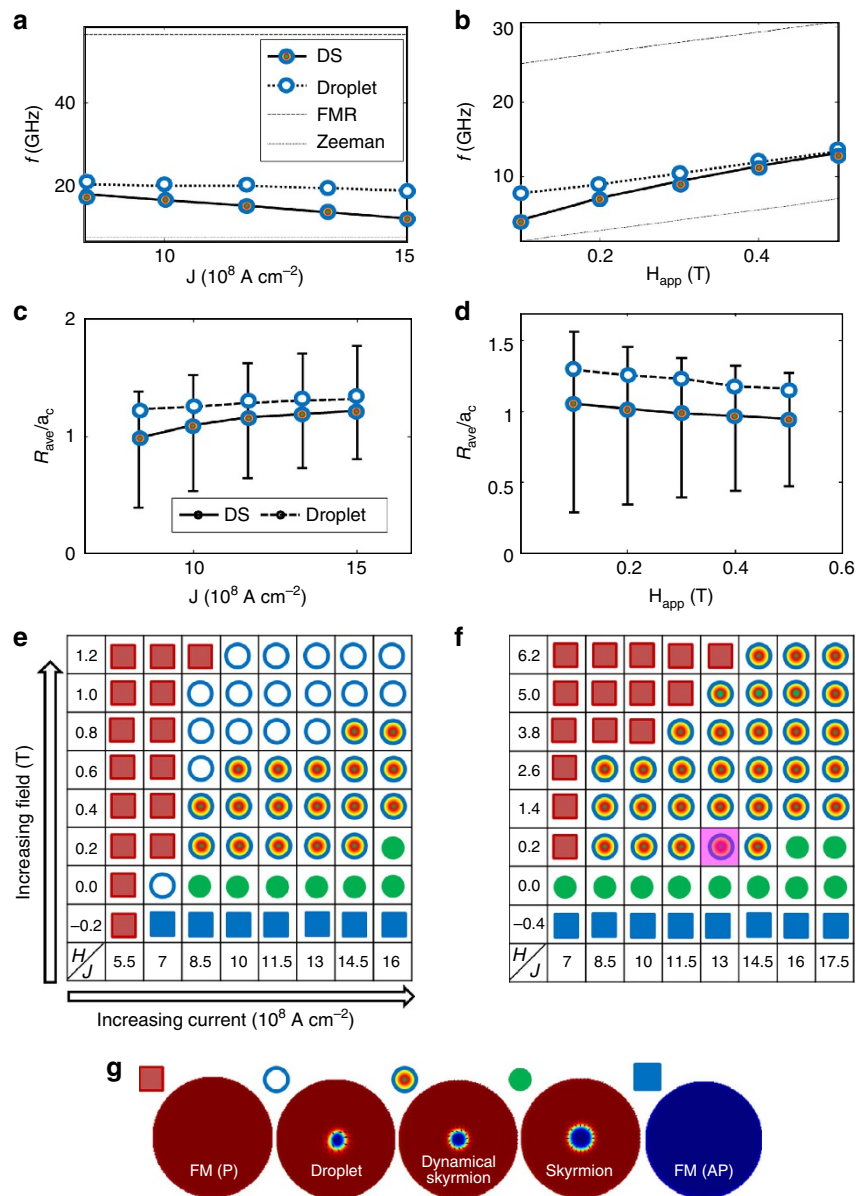 a
f (GHz)
40
20
10
15
J (10⁸ A cm⁻²)
DS
Droplet
FMR
Zeeman
b
f (GHz)
30
20
10
0.2
0.4
H_app (T)
c
R_ave/a_c
2
1
0
10
15
J (10⁸ A cm⁻²)
DS Droplet
d
R_ave/a_c
1.5
1
0.5
0
0.2
0.4
0.6
H_app (T)
e
Increasing field (T)
1.2
1.0
0.8
0.6
0.4
0.2
0.0
−0.2
H/J 5.5 7 8.5 10 11.5 13 14.5 16
Increasing current (10⁸ A cm⁻²)
f
6.2
5.0
3.8
2.6
1.4
0.2
0.0
−0.4
H/J 7 8.5 10 11.5 13 14.5 16 17.5
g
FM (P)
Droplet
Dynamical
skyrmion
Skyrmion
FM (AP)